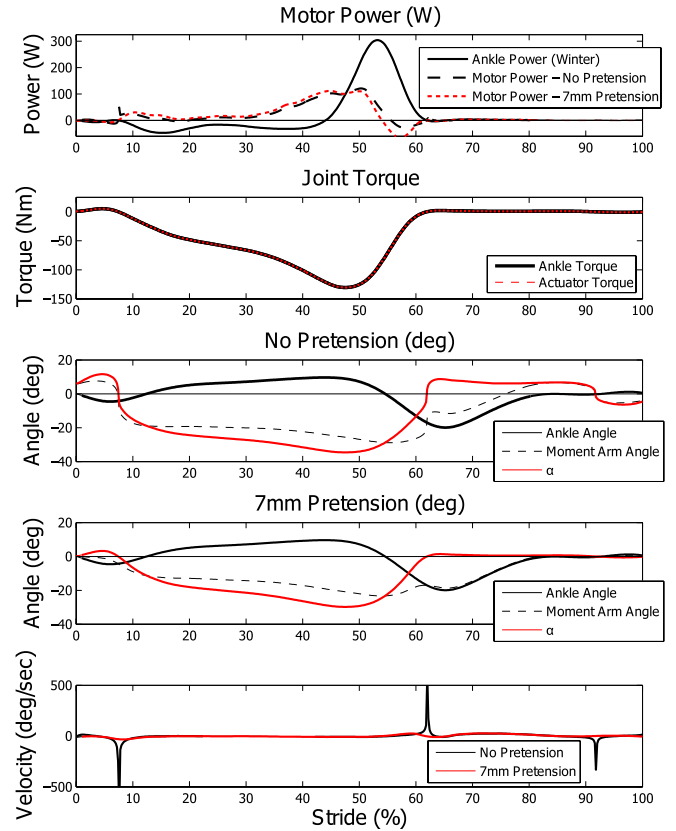 Motor Power (W)
Power (W)
300
200
100
0
Ankle Power (Winter)
Motor Power – No Pretension
Motor Power – 7mm Pretension
0 10 20 30 40 50 60 70 80 90 100
Joint Torque
Torque (Nm)
0
−50
−100
−150
Ankle Torque
Actuator Torque
0 10 20 30 40 50 60 70 80 90 100
No Pretension (deg)
Angle (deg)
20
0
−20
−40
Ankle Angle
Moment Arm Angle
α
0 10 20 30 40 50 60 70 80 90 100
7mm Pretension (deg)
Angle (deg)
20
0
−20
−40
Ankle Angle
Moment Arm Angle
α
0 10 20 30 40 50 60 70 80 90 100
Velocity (deg/sec)
500
0
−500
No Pretension
7mm Pretension
0 10 20 30 40 50 60 70 80 90 100
Stride (%)